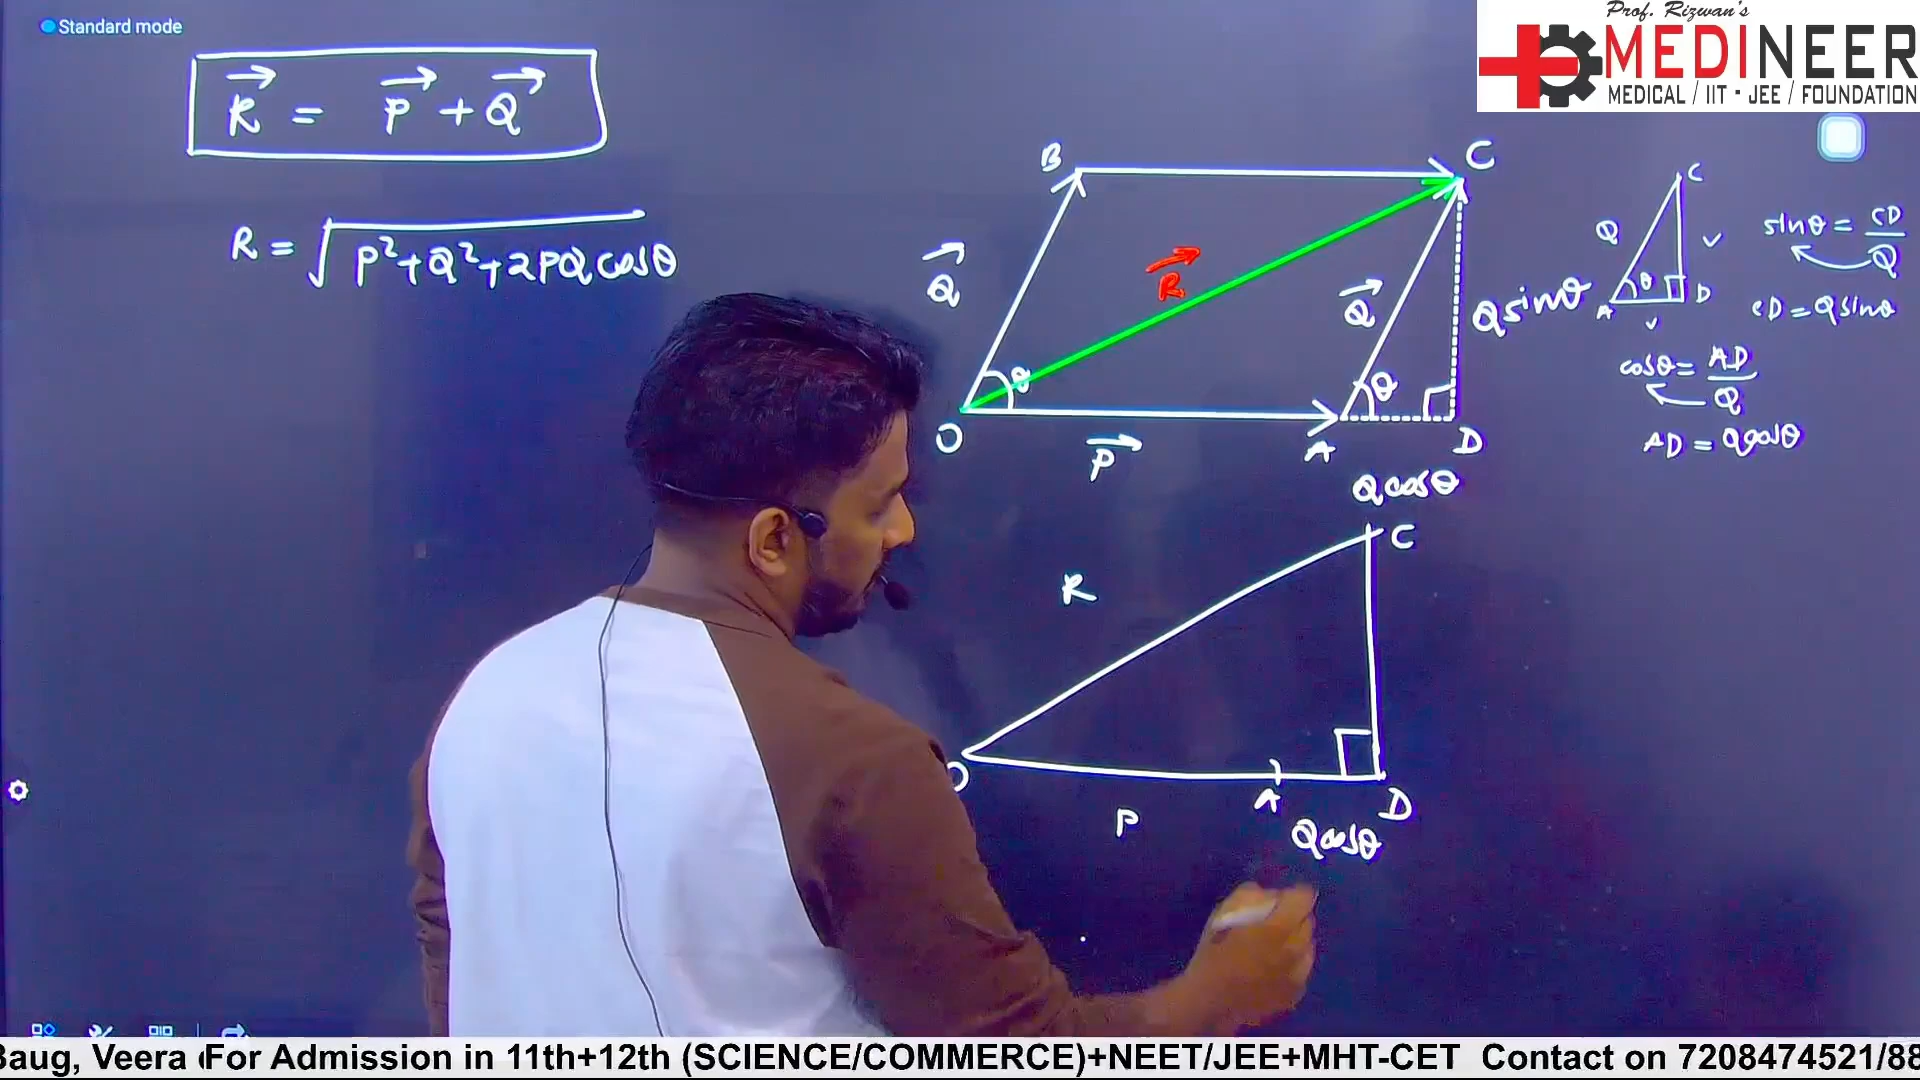 Standard mode
Prof. Rizwan's
MEDINEER
MEDICAL / IIT - JEE / FOUNDATION
R = P + Q
R = √P²+Q²+2PQcosθ
B
C
Q
R
Q
θ
θ
O
P
A
D
Qsinθ
Qcosθ
C
Q
θ
A
D
sinθ = CD/Q
CD = Qsinθ
cosθ = AD/Q
AD = Qcosθ
C
R
O
A
D
P
Qcosθ
Baug, Veera
For Admission in 11th+12th (SCIENCE/COMMERCE)+NEET/JEE+MHT-CET Contact on 7208474521/88